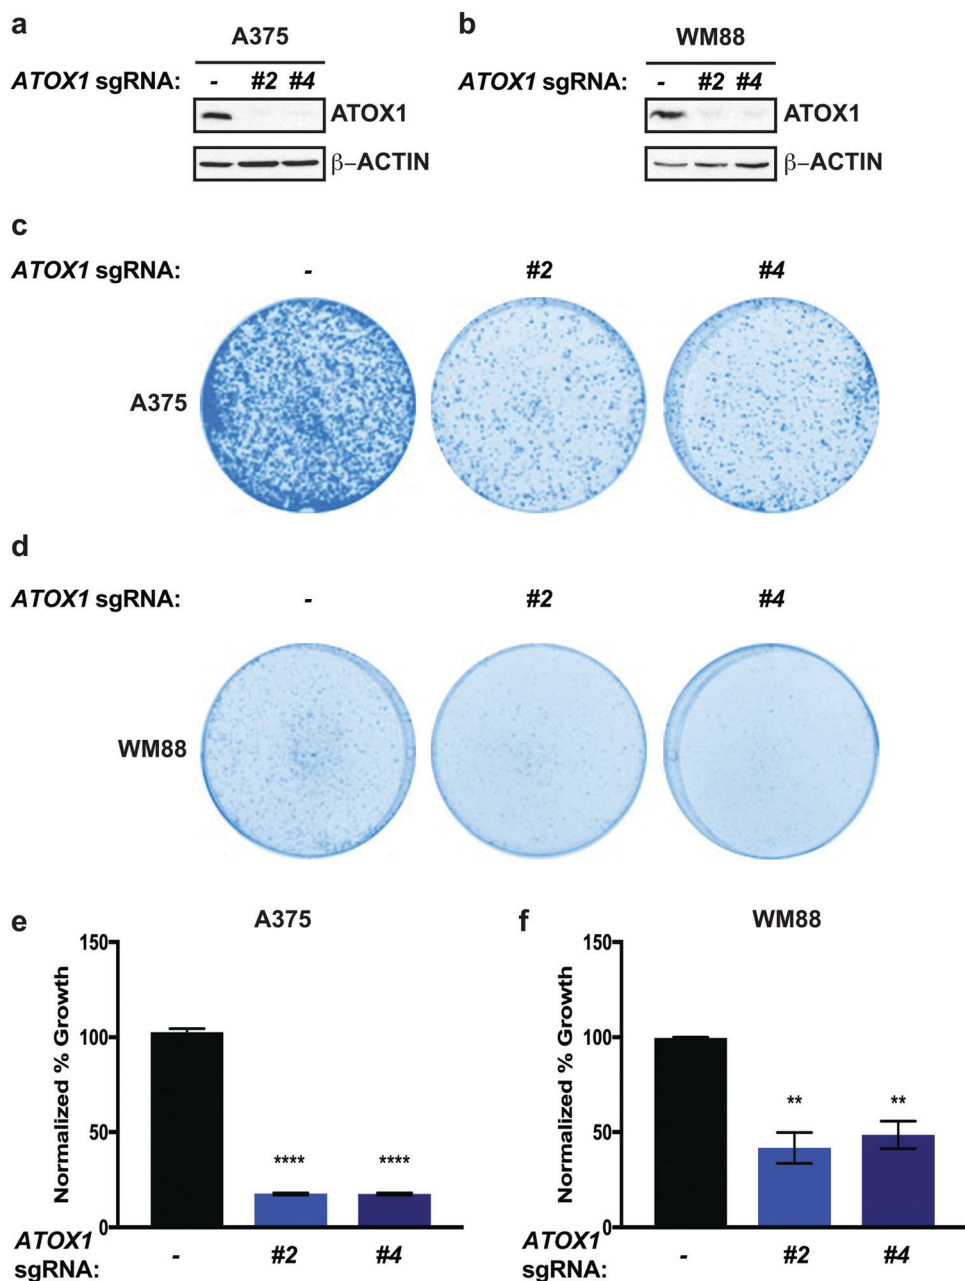 a
A375
ATOX1 sgRNA: - #2 #4
ATOX1
β-ACTIN
b
WM88
ATOX1 sgRNA: - #2 #4
ATOX1
β-ACTIN
c
ATOX1 sgRNA: - #2 #4
A375
d
ATOX1 sgRNA: - #2 #4
WM88
e
A375
Normalized % Growth
150
100
50
0
**** ****
ATOX1
sgRNA: - #2 #4
f
WM88
Normalized % Growth
150
100
50
0
** **
ATOX1
sgRNA: - #2 #4